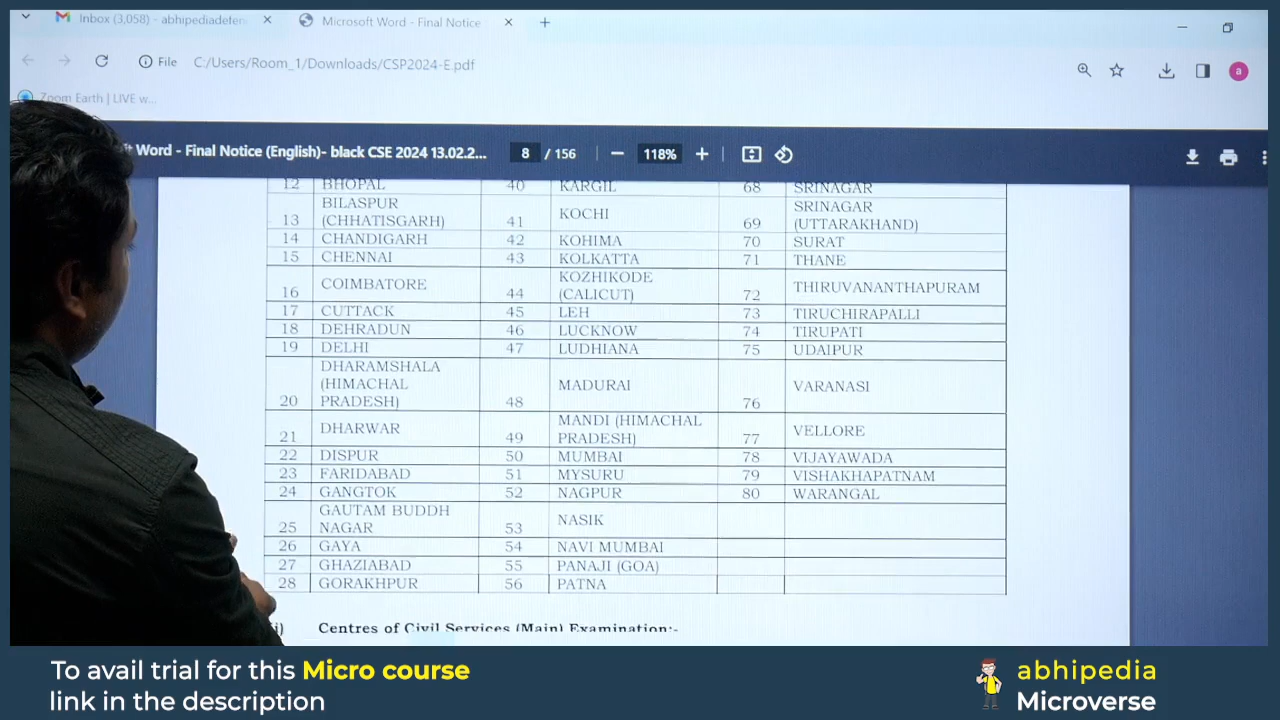 Inbox (3,058) - abhipediadefen
Microsoft Word - Final Notice
File C:/Users/Room_1/Downloads/CSP2024-E.pdf
a
Zoom Earth | LIVE w...
Word - Final Notice (English)- black CSE 2024 13.02.2... 8 / 156 118%
12 BHOPAL 40 KARGIL 68 SRINAGAR
13 BILASPUR (CHHATISGARH) 41 KOCHI 69 SRINAGAR (UTTARAKHAND)
14 CHANDIGARH 42 KOHIMA 70 SURAT
15 CHENNAI 43 KOLKATTA 71 THANE
16 COIMBATORE 44 KOZHIKODE (CALICUT) 72 THIRUVANANTHAPURAM
17 CUTTACK 45 LEH 73 TIRUCHIRAPALLI
18 DEHRADUN 46 LUCKNOW 74 TIRUPATI
19 DELHI 47 LUDHIANA 75 UDAIPUR
20 DHARAMSHALA (HIMACHAL PRADESH) 48 MADURAI 76 VARANASI
21 DHARWAR 49 MANDI (HIMACHAL PRADESH) 77 VELLORE
22 DISPUR 50 MUMBAI 78 VIJAYAWADA
23 FARIDABAD 51 MYSURU 79 VISHAKHAPATNAM
24 GANGTOK 52 NAGPUR 80 WARANGAL
25 GAUTAM BUDDH NAGAR 53 NASIK
26 GAYA 54 NAVI MUMBAI
27 GHAZIABAD 55 PANAJI (GOA)
28 GORAKHPUR 56 PATNA
Centres of Civil Services (Main) Examination:-
To avail trial for this Micro course
link in the description
abhipedia
Microverse